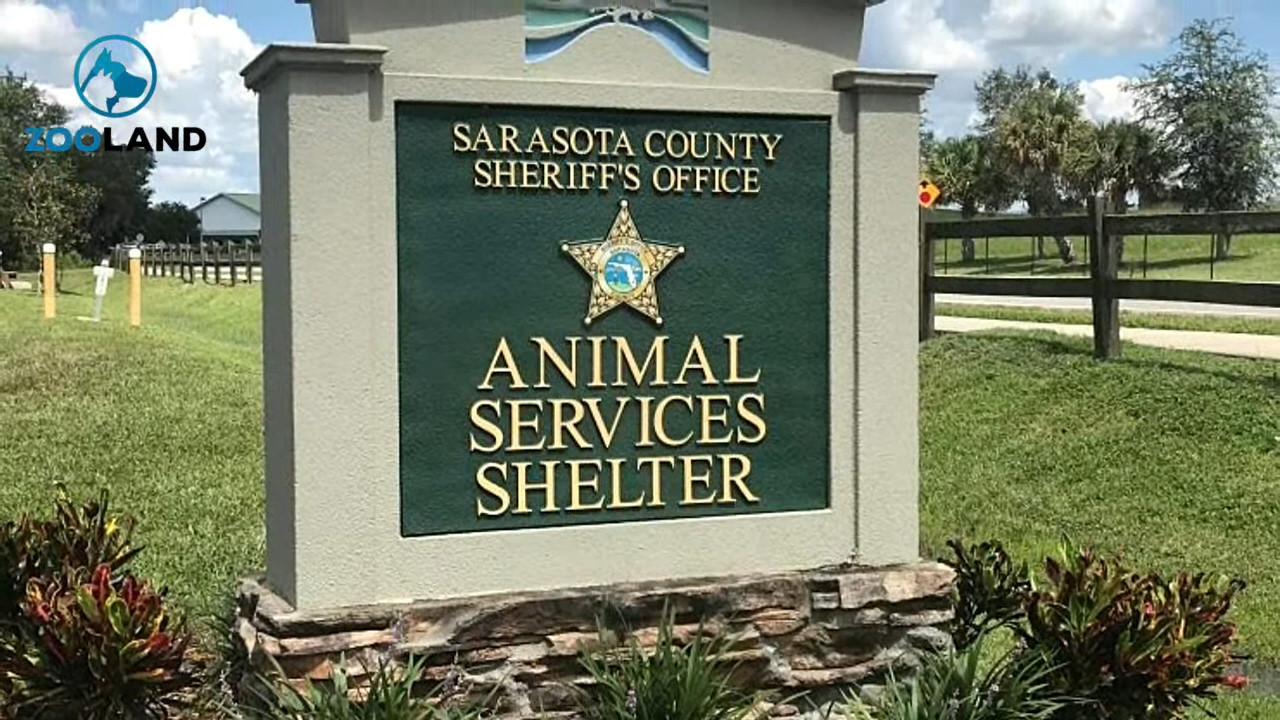 ZOOLAND
SARASOTA COUNTY
SHERIFF'S OFFICE
ANIMAL
SERVICES
SHELTER